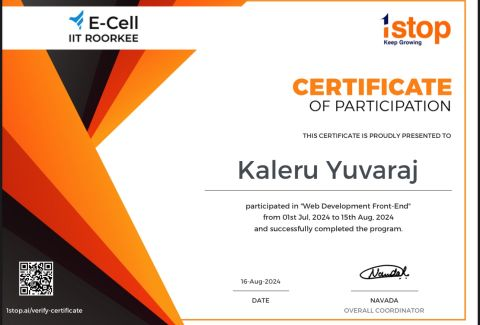 E-Cell
IIT ROORKEE
1stop
Keep Growing
CERTIFICATE
OF PARTICIPATION
THIS CERTIFICATE IS PROUDLY PRESENTED TO
Kaleru Yuvaraj
participated in "Web Development Front-End"
from 01st Jul, 2024 to 15th Aug, 2024
and successfully completed the program.
16-Aug-2024
DATE
NAVADA
OVERALL COORDINATOR
1stop.ai/verify-certificate